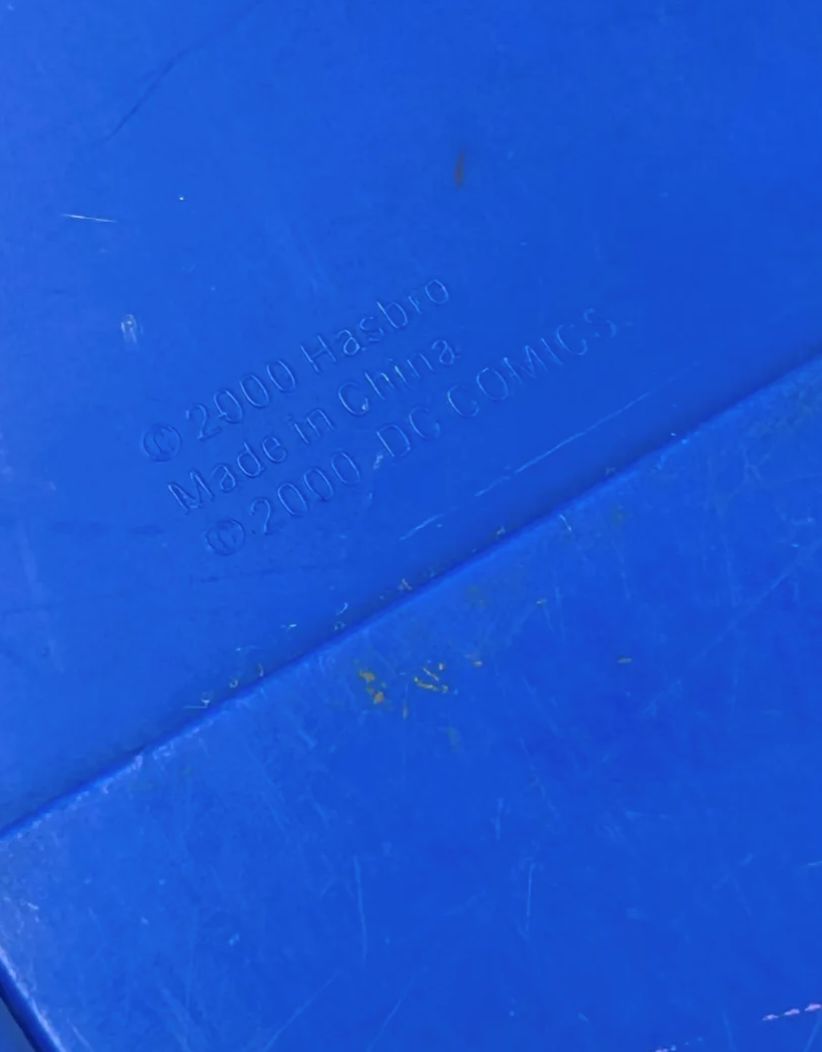 © 2000 Hasbro
Made in China
© 2000 DC COMICS